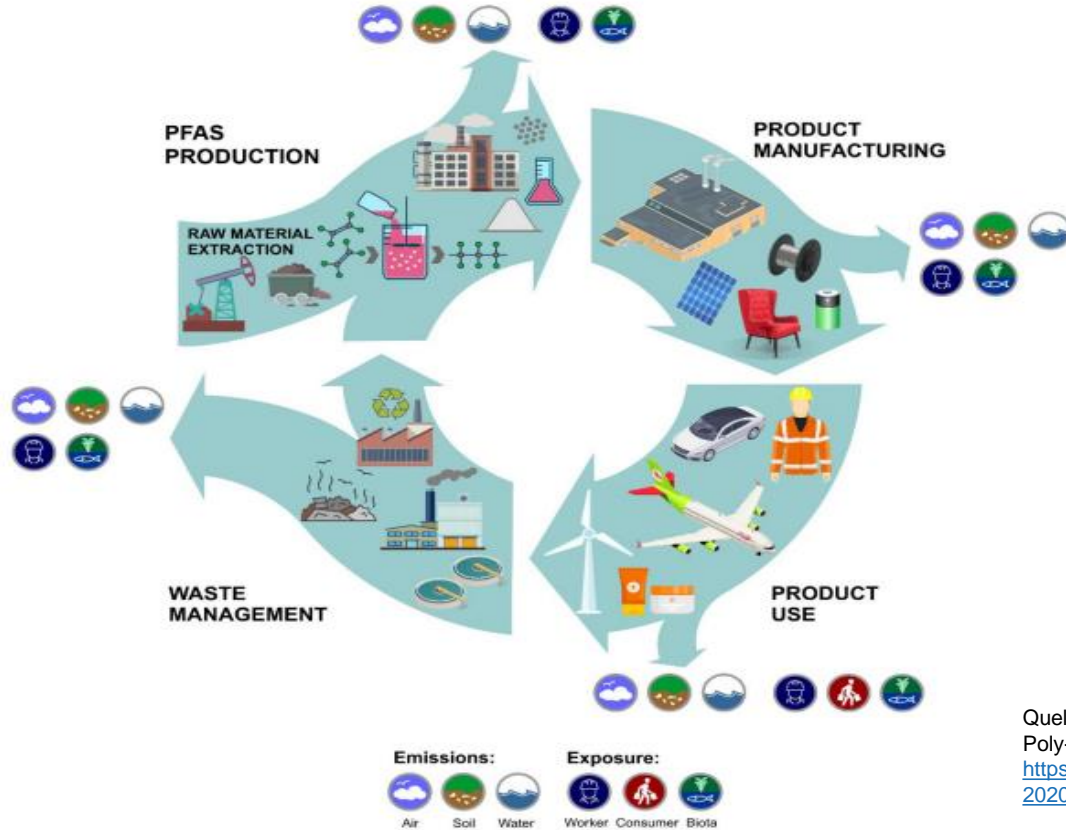 PFAS
PRODUCTION
RAW MATERIAL
EXTRACTION
PRODUCT
MANUFACTURING
WASTE
MANAGEMENT
PRODUCT
USE
Emissions:
Exposure:
Air
Soil
Water
Worker
Consumer
Biota
Quel
Poly-
https
2020